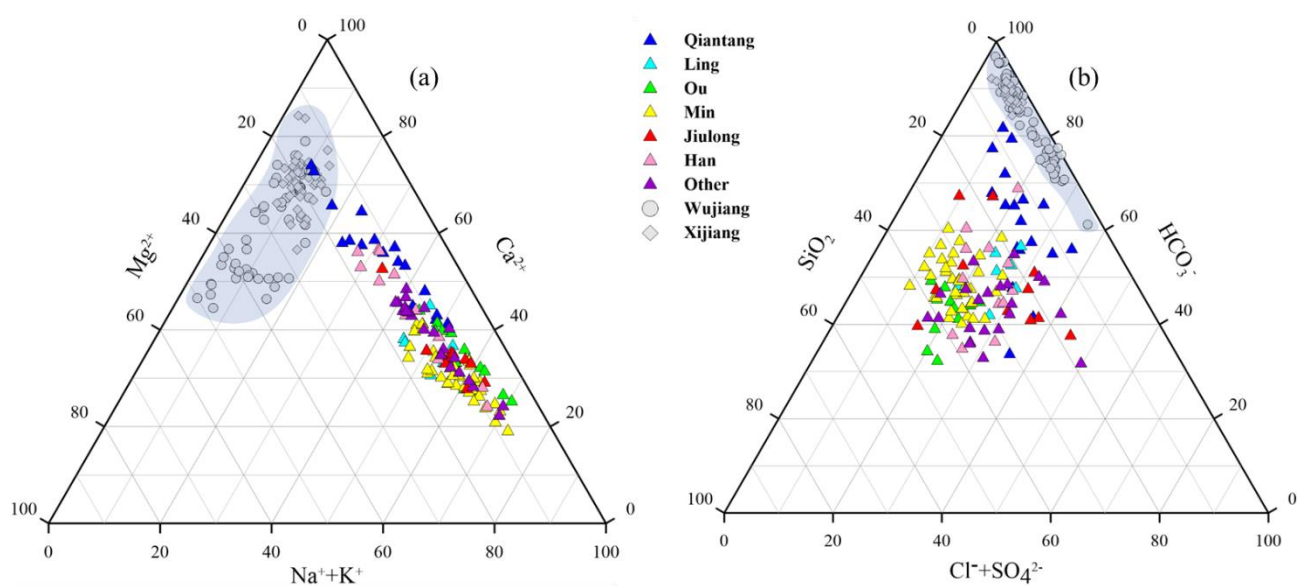 0 100
(a)
20 80
Mg²⁺
Ca²⁺
40 60
60 40
80 20
100 0
0 20 40 60 80 100
Na⁺+K⁺
Qiantang
Ling
Ou
Min
Jiulong
Han
Other
Wujiang
Xijiang
0 100
(b)
20 80
SiO₂
HCO₃⁻
40 60
60 40
80 20
100 0
0 20 40 60 80 100
Cl⁻+SO₄²⁻